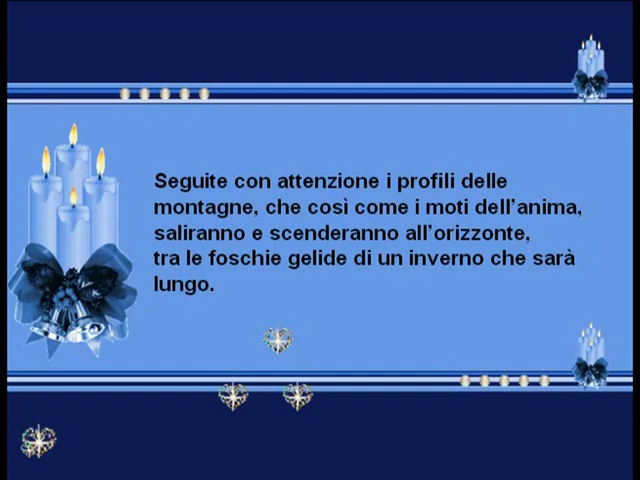 Seguite con attenzione i profili delle
montagne, che così come i moti dell'anima,
saliranno e scenderanno all'orizzonte,
tra le foschie gelide di un inverno che sarà
lungo.